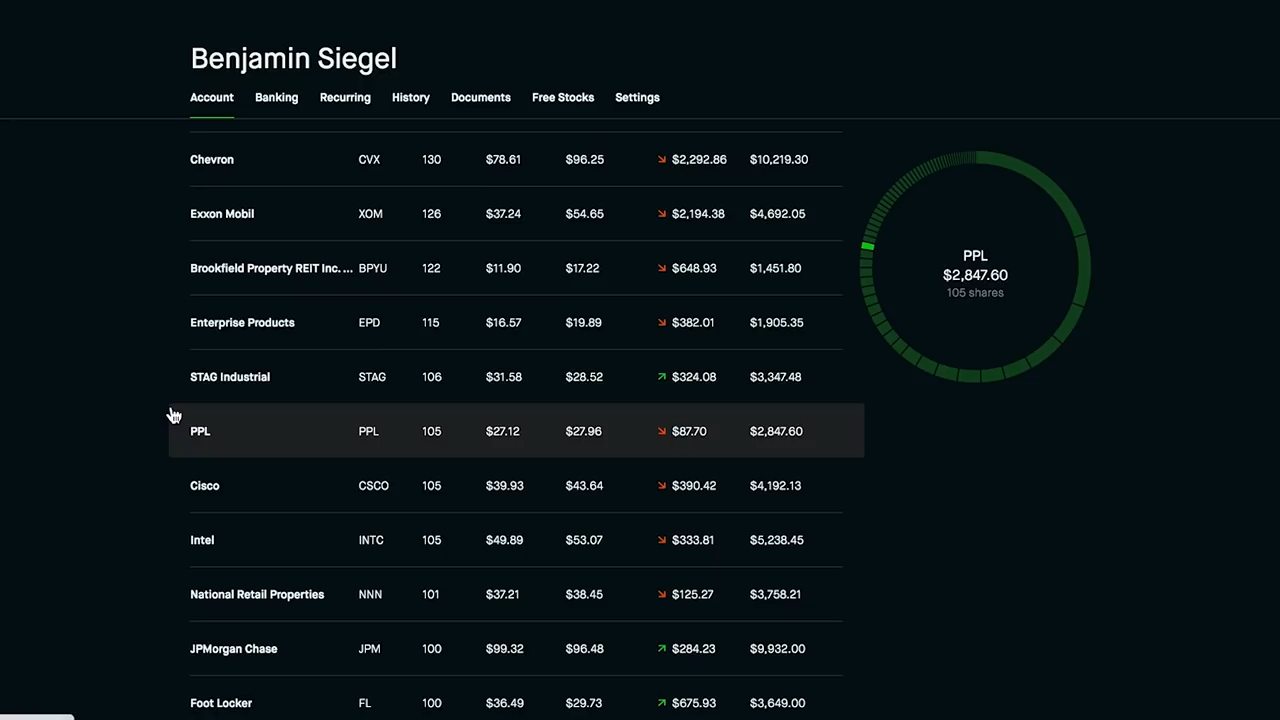 Benjamin Siegel
Account Banking Recurring History Documents Free Stocks Settings
Chevron CVX 130 $78.61 $96.25 $2,292.86 $10,219.30
Exxon Mobil XOM 126 $37.24 $54.65 $2,194.38 $4,692.05
Brookfield Property REIT Inc. ... BPYU 122 $11.90 $17.22 $648.93 $1,451.80
Enterprise Products EPD 115 $16.57 $19.89 $382.01 $1,905.35
STAG Industrial STAG 106 $31.58 $28.52 $324.08 $3,347.48
PPL PPL 105 $27.12 $27.96 $87.70 $2,847.60
Cisco CSCO 105 $39.93 $43.64 $390.42 $4,192.13
Intel INTC 105 $49.89 $53.07 $333.81 $5,238.45
National Retail Properties NNN 101 $37.21 $38.45 $125.27 $3,758.21
JPMorgan Chase JPM 100 $99.32 $96.48 $284.23 $9,932.00
Foot Locker FL 100 $36.49 $29.73 $675.93 $3,649.00
PPL
$2,847.60
105 shares